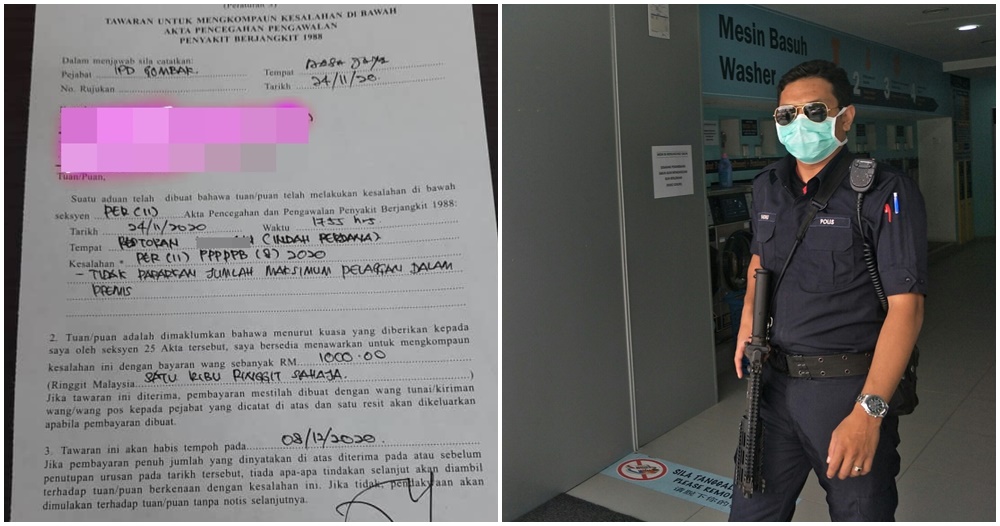 (Peraturan 3)
TAWARAN UNTUK MENGKOMPAUN KESALAHAN DI BAWAH
AKTA PENCEGAHAN PENGAWALAN
PENYAKIT BERJANGKIT 1988
Dalam menjawab sila catatkan:
Pejabat IPD GOMBAK. Tempat
No. Rujukan Tarikh 24/11/20.
Tuan/Puan,
Suatu aduan telah dibuat bahawa tuan/puan telah melakukan kesalahan di bawah
seksyen PER (11) Akta Pencegahan dan Pengawalan Penyakit Berjangkit 1988:
Tarikh 24/11/2020 Waktu 1755 hrs
Tempat RESTORAN (INDAH PERDANA)
Kesalahan * PER (11) PPPDPB (8) 2020
- TIDAK PAPARKAN JUMLAH MAKSIMUM PELANGGAN DALAM
PREMIS
2. Tuan/puan adalah dimaklumkan bahawa menurut kuasa yang diberikan kepada
saya oleh seksyen 25 Akta tersebut, saya bersedia menawarkan untuk mengkompaun
kesalahan ini dengan bayaran wang sebanyak RM 1000.00
(Ringgit Malaysia SATU RIBU RINGGIT SAHAJA. )
Jika tawaran ini diterima, pembayaran mestilah dibuat dengan wang tunai/kiriman
wang/wang pos kepada pejabat yang dicatat di atas dan satu resit akan dikeluarkan
apabila pembayaran dibuat.
3. Tawaran ini akan habis tempoh pada 08/12/2020.
Jika pembayaran penuh jumlah yang dinyatakan di atas diterima pada atau sebelum
penutupan urusan pada tarikh tersebut, tiada apa-apa tindakan selanjut akan diambil
terhadap tuan/puan berkenaan dengan kesalahan ini. Jika tidak, pendakwaan akan
dimulakan terhadap tuan/puan tanpa notis selanjutnya.
Mesin Basuh
Washer
1 2 3 4
POLIS
SILA TANGGAL
PLEASE REMO